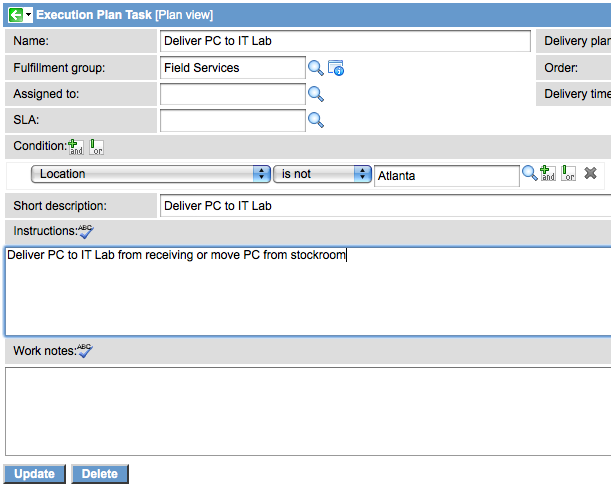 Execution Plan Task [Plan view]
Name: Deliver PC to IT Lab Delivery plan
Fulfillment group: Field Services Order:
Assigned to: Delivery time
SLA:
Condition: and or
Location is not Atlanta and or
Short description: Deliver PC to IT Lab
Instructions: ABC
Deliver PC to IT Lab from receiving or move PC from stockroom
Work notes: ABC
Update Delete